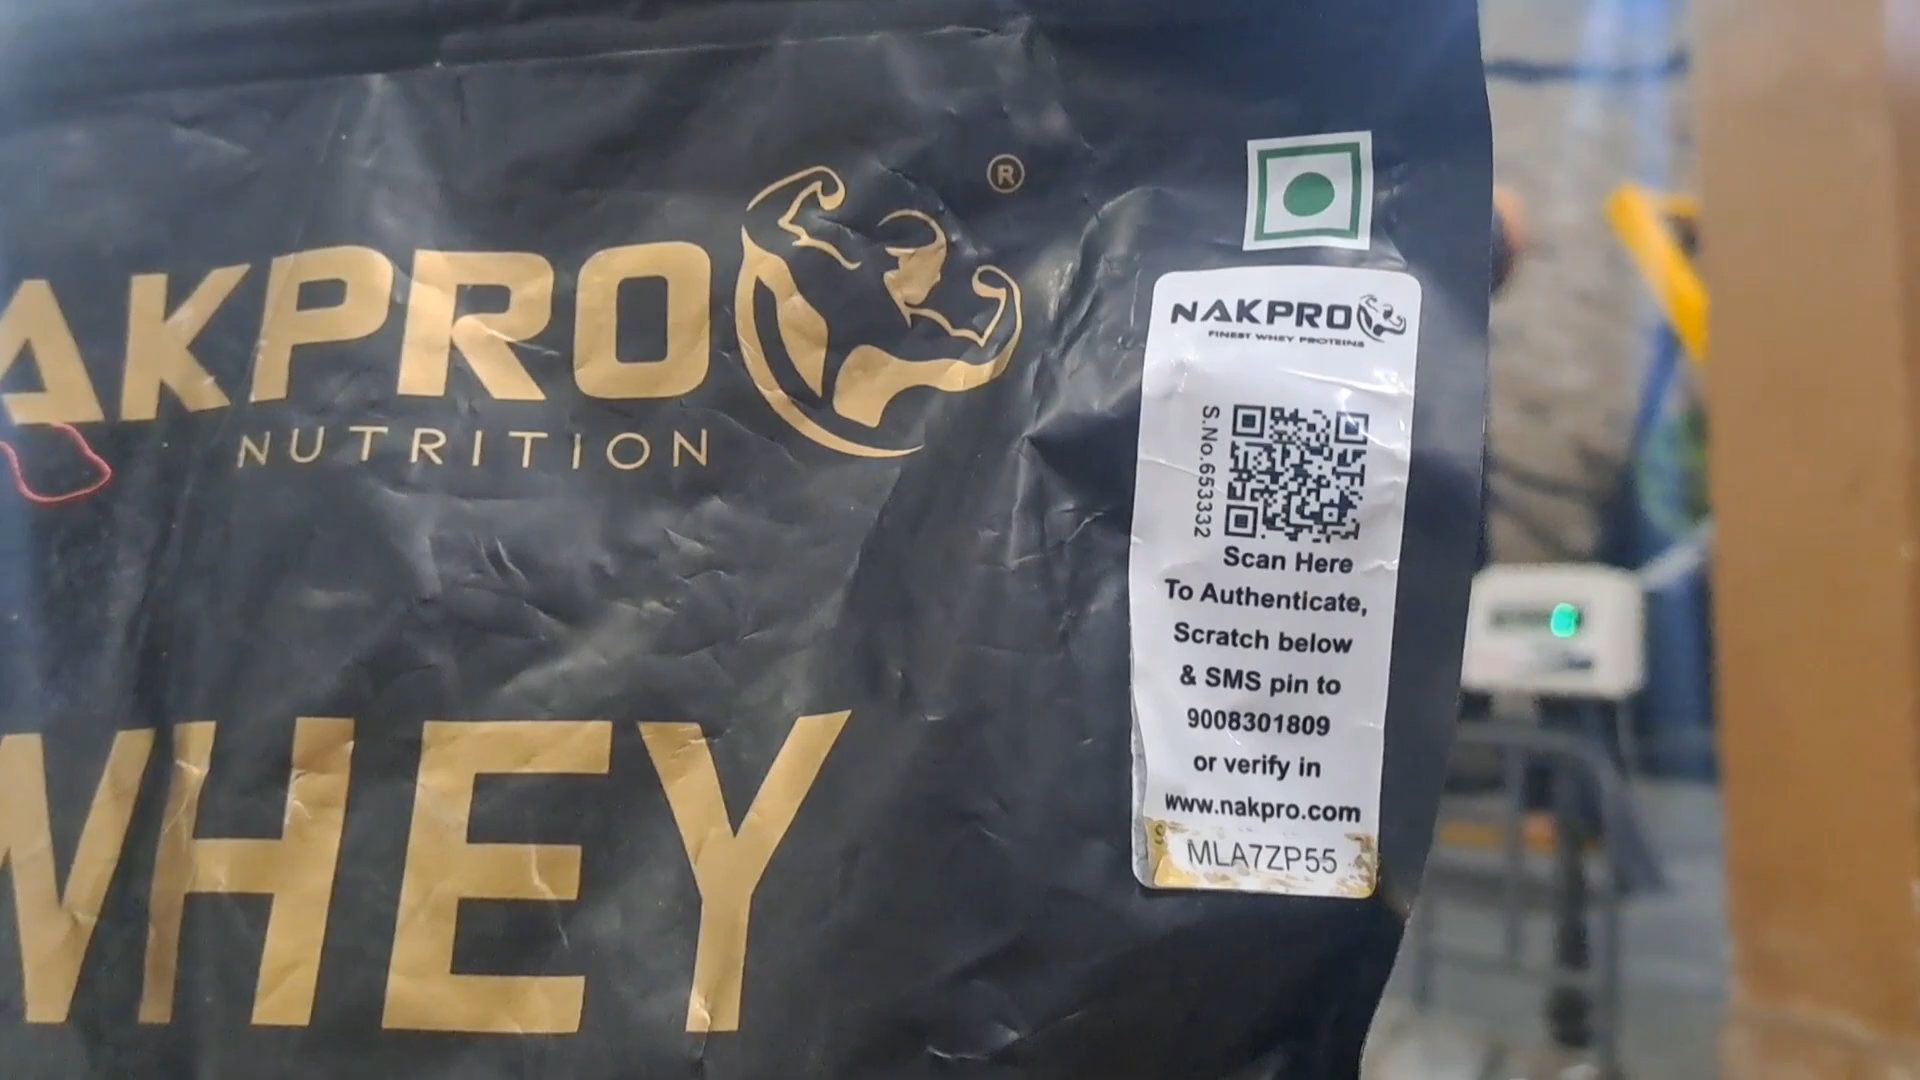 AKPRO
®
NUTRITION
WHEY
NAKPRO
FINEST WHEY PROTEINS
S.No.653332
Scan Here
To Authenticate,
Scratch below
& SMS pin to
9008301809
or verify in
www.nakpro.com
MLA7ZP55